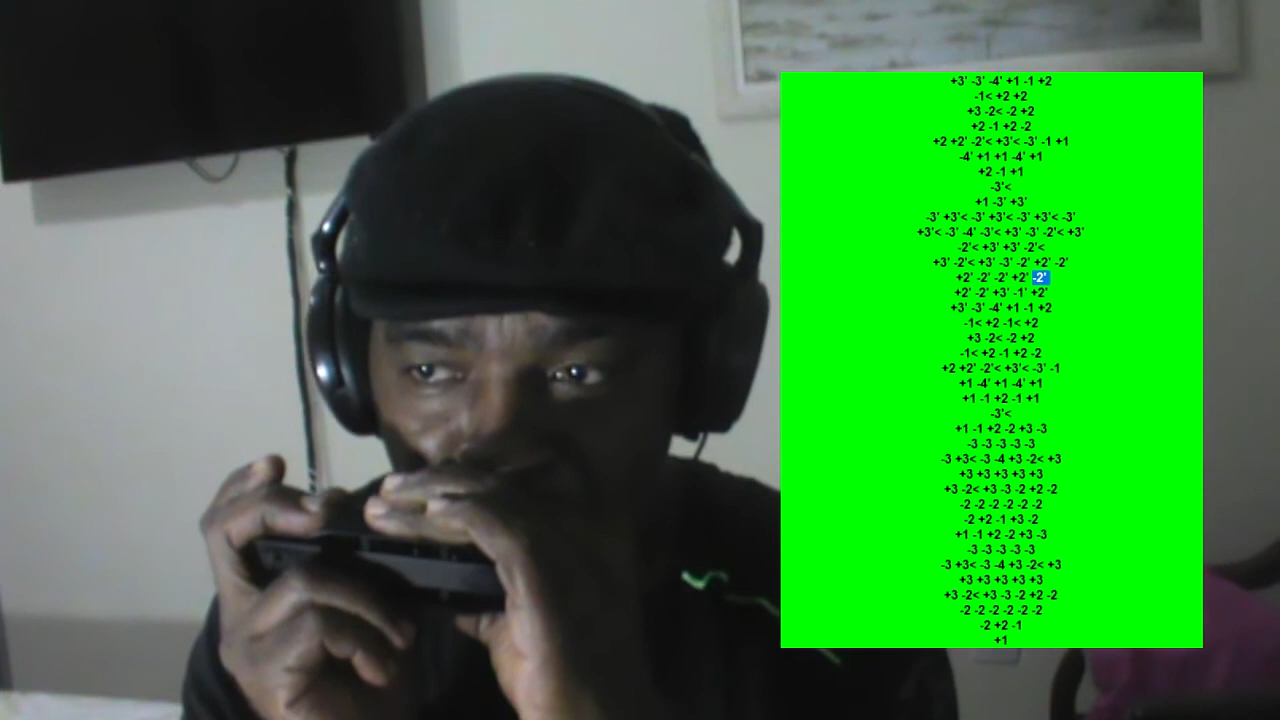 +3' -3' -4' +1 -1 +2
-1< +2 +2
+3 -2< -2 +2
+2 -1 +2 -2
+2 +2' -2'< +3'< -3' -1 +1
-4' +1 +1 -4' +1
+2 -1 +1
-3'<
+1 -3' +3'
-3' +3'< -3' +3'< -3' +3'< -3'
+3'< -3' -4' -3'< +3' -3' -2'< +3'
-2'< +3' +3' -2'<
+3' -2'< +3' -3' -2' +2' -2'
+2' -2' -2' +2' -2'
+2' -2' +3' -1' +2'
+3' -3' -4' +1 -1 +2
-1< +2 -1< +2
+3 -2< -2 +2
-1< +2 -1 +2 -2
+2 +2' -2'< +3'< -3' -1
+1 -4' +1 -4' +1
+1 -1 +2 -1 +1
-3'<
+1 -1 +2 -2 +3 -3
-3 -3 -3 -3 -3
-3 +3< -3 -4 +3 -2< +3
+3 +3 +3 +3 +3
+3 -2< +3 -3 -2 +2 -2
-2 -2 -2 -2 -2 -2
-2 +2 -1 +3 -2
+1 -1 +2 -2 +3 -3
-3 -3 -3 -3 -3
-3 +3< -3 -4 +3 -2< +3
+3 +3 +3 +3 +3
+3 -2< +3 -3 -2 +2 -2
-2 -2 -2 -2 -2 -2
-2 +2 -1
+1